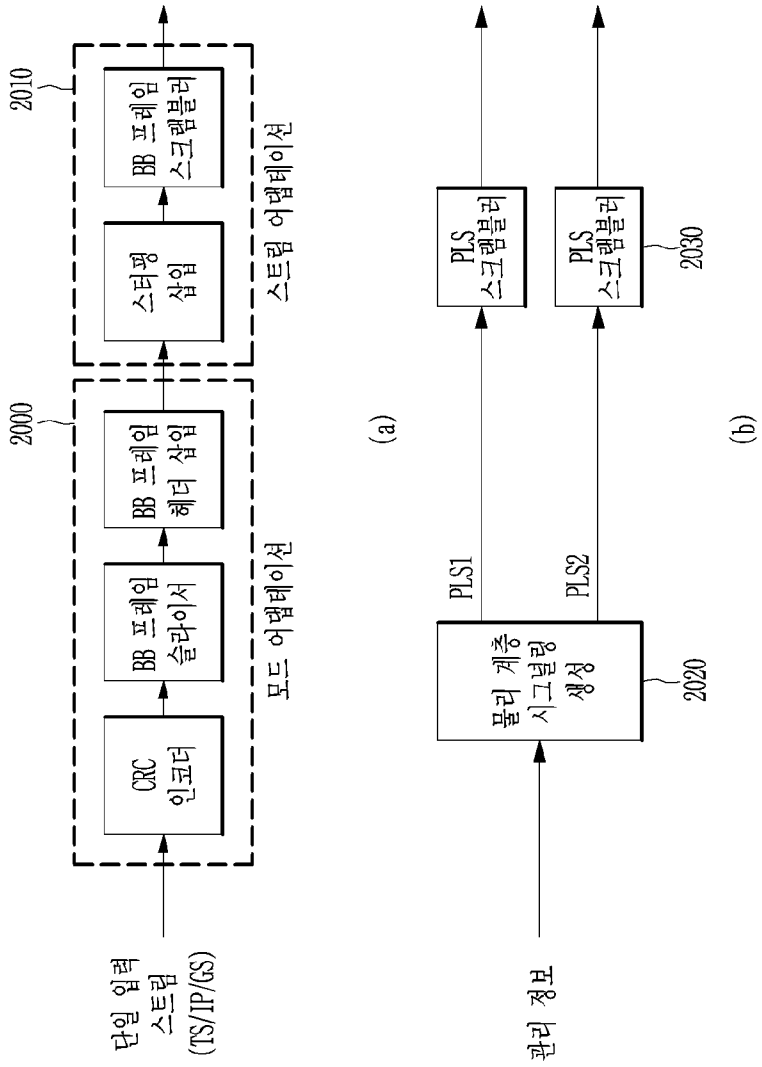 단일 입력
스트림
(TS/IP/GS)
CRC
인코더
BB 프레임
슬라이서
BB 프레임
헤더 삽입
모드 어댑테이션
2000
스터핑
삽입
BB 프레임
스크램블러
스트림 어댑테이션
2010
(a)
관리 정보
물리 계층
시그널링
생성
2020
PLS1
PLS2
PLS
스크램블러
PLS
스크램블러
2030
(b)